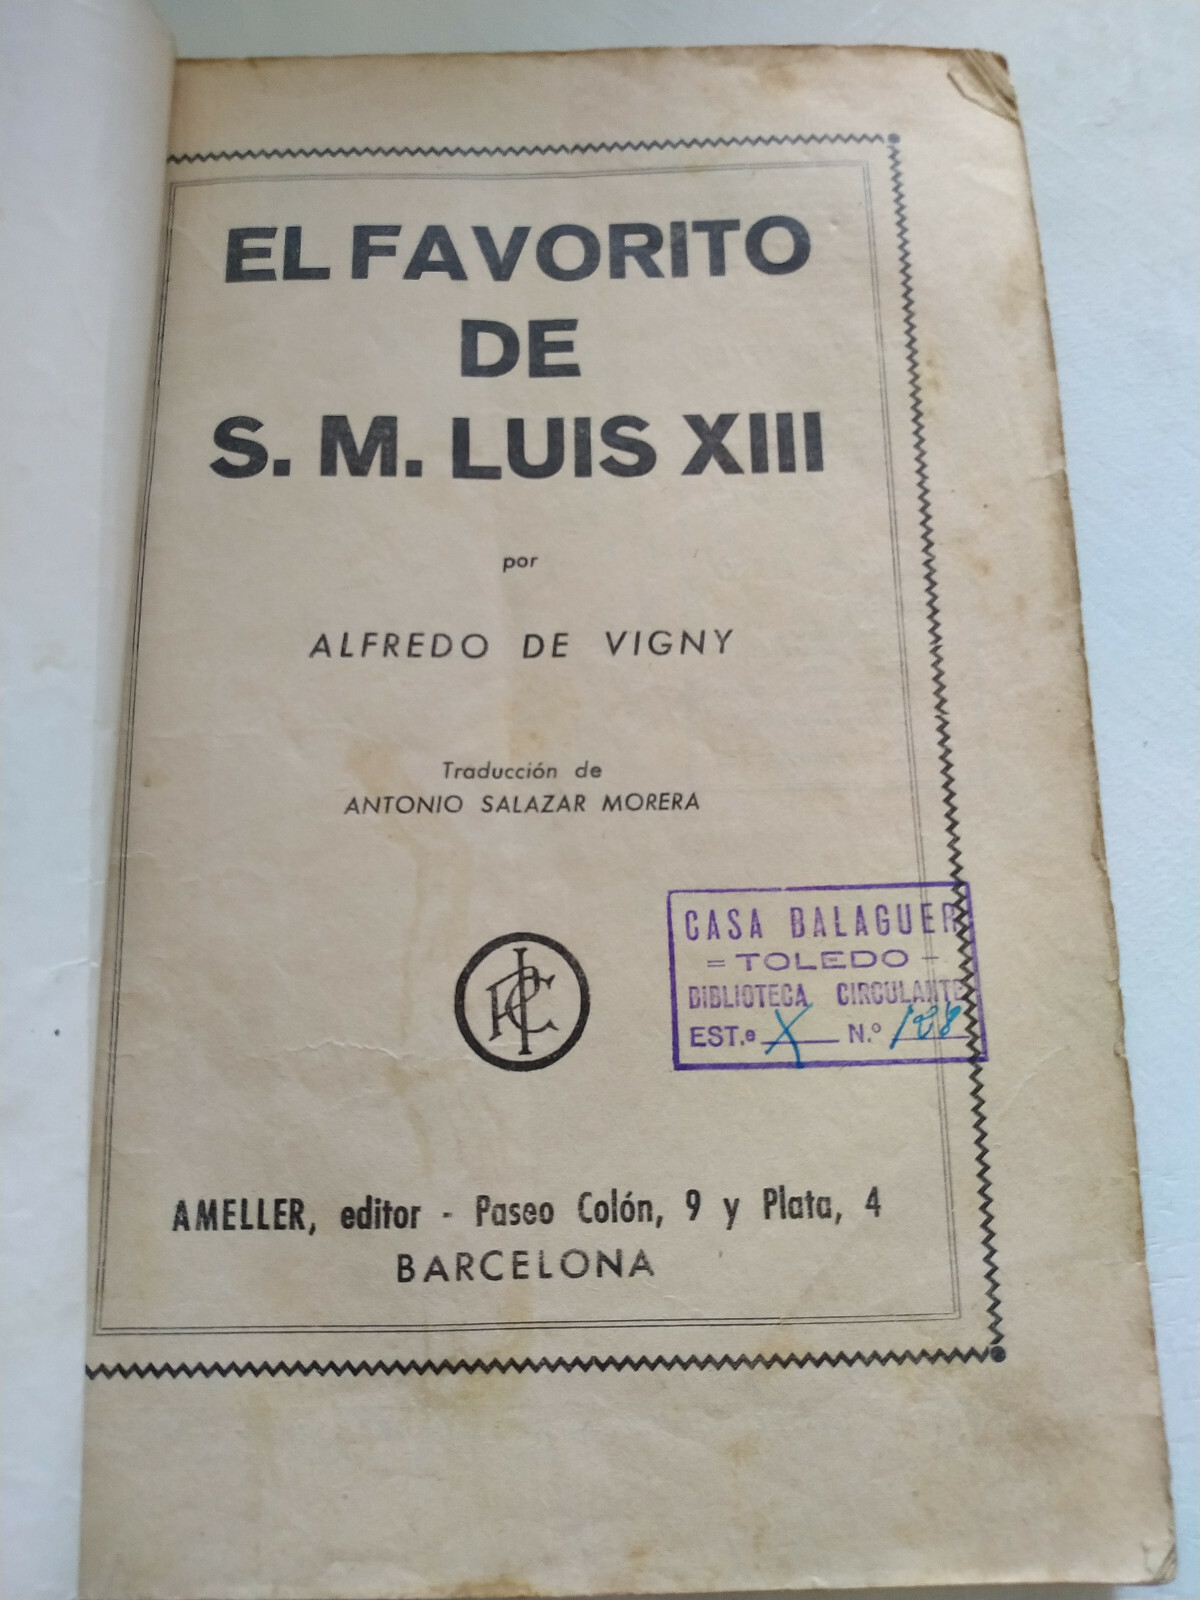 EL FAVORITO
DE
S. M. LUIS XIII
por
ALFREDO DE VIGNY
Traducción de
ANTONIO SALAZAR MORERA
CASA BALAGUER
= TOLEDO =
BIBLIOTECA CIRCULANTE
EST.e X N.º 188
AMELLER, editor - Paseo Colón, 9 y Plata, 4
BARCELONA